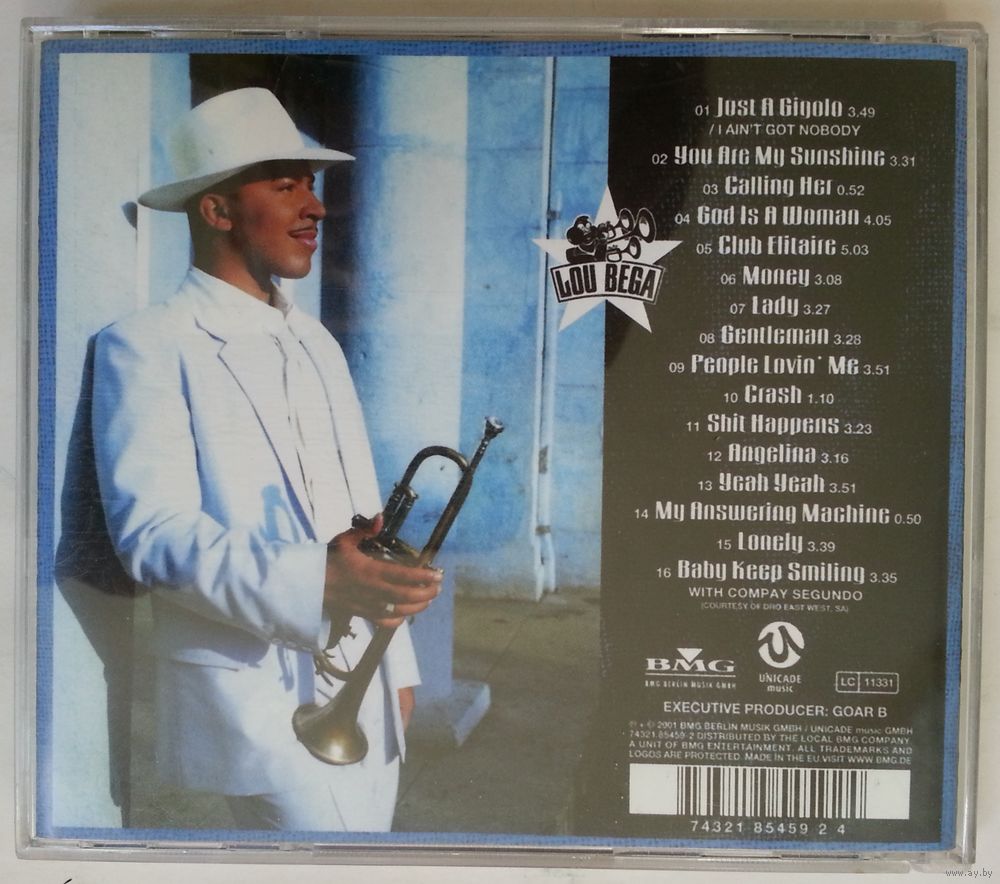 01 Just A Gigolo 3.49
/ I AIN'T GOT NOBODY
02 You Are My Sunshine 3.31
03 Calling Her 0.52
04 God Is A Woman 4.05
05 Club Elitaire 5.03
06 Money 3.08
07 Lady 3.27
08 Gentleman 3.28
09 People Lovin' Me 3.51
10 Crash 1.10
11 Shit Happens 3.23
12 Angelina 3.16
13 Yeah Yeah 3.51
14 My Answering Machine 0.50
15 Lonely 3.39
16 Baby Keep Smiling 3.35
WITH COMPAY SEGUNDO
(COURTESY OF DRO EAST WEST, SA)
LOU BEGA
BMG
BMG BERLIN MUSIK GMBH
UNICADE
music
LC 11331
EXECUTIVE PRODUCER: GOAR B
℗ + © 2001 BMG BERLIN MUSIK GMBH / UNICADE music GMBH
74321 85459-2 DISTRIBUTED BY THE LOCAL BMG COMPANY.
A UNIT OF BMG ENTERTAINMENT. ALL TRADEMARKS AND
LOGOS ARE PROTECTED. MADE IN THE EU. VISIT WWW.BMG.DE
74321 85459 2 4
www.ay.by